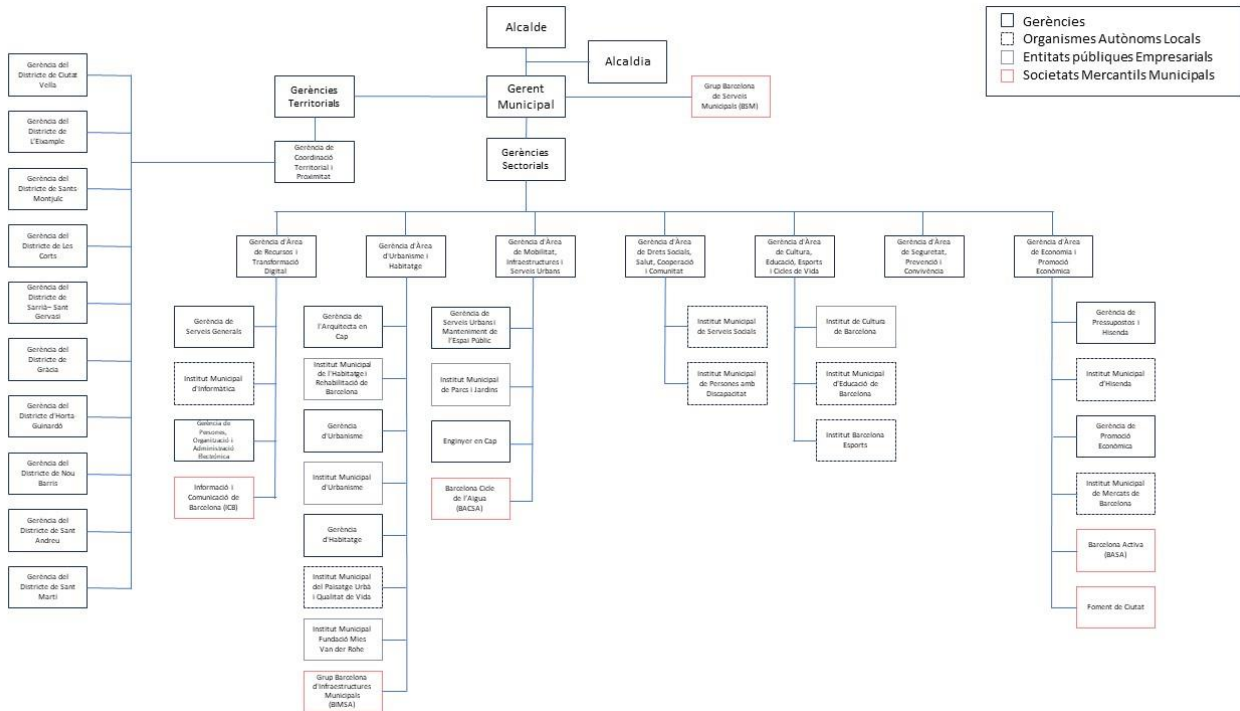 Alcalde
Alcaldia
Gerències
Territorials
Gerent
Municipal
Grup Barcelona
de Serveis
Municipals (BSM)
Gerències
Organismes Autònoms Locals
Entitats públiques Empresarials
Societats Mercantils Municipals
Gerència de
Coordinació
Territorial i
Proximitat
Gerències
Sectorials
Gerència del
Districte de Ciutat
Vella
Gerència del
Districte de
L'Eixample
Gerència del
Districte de Sants
Montjuïc
Gerència del
Districte de Les
Corts
Gerència del
Districte de
Sarrià– Sant
Gervasi
Gerència del
Districte de
Gràcia
Gerència del
Districte d'Horta
Guinardó
Gerència del
Districte de Nou
Barris
Gerència del
Districte de Sant
Andreu
Gerència del
Districte de Sant
Martí
Gerència d'Àrea
de Recursos i
Transformació
Digital
Gerència de
Serveis Generals
Institut Municipal
d'Informàtica
Gerència de
Persones,
Organització i
Administració
Electrònica
Informació i
Comunicació de
Barcelona (ICB)
Gerència d'Àrea
d'Urbanisme i
Habitatge
Gerència de
l'Arquitecta en
Cap
Institut Municipal
de l'Habitatge i
Rehabilitació de
Barcelona
Gerència
d'Urbanisme
Institut Municipal
d'Urbanisme
Gerència
d'Habitatge
Institut Municipal
del Paisatge Urbà
i Qualitat de Vida
Institut Municipal
Fundació Mies
Van der Rohe
Grup Barcelona
d'Infraestructures
Municipals
(BIMSA)
Gerència d'Àrea
de Mobilitat,
Infraestructures i
Serveis Urbans
Gerència de
Serveis Urbans i
Manteniment de
l'Espai Públic
Institut Municipal
de Parcs i Jardins
Enginyer en Cap
Barcelona Cicle
de l'Aigua
(BACSA)
Gerència d'Àrea
de Drets Socials,
Salut, Cooperació
i Comunitat
Institut Municipal
de Serveis Socials
Institut Municipal
de Persones amb
Discapacitat
Gerència d'Àrea
de Cultura,
Educació, Esports
i Cicles de Vida
Institut de Cultura
de Barcelona
Institut Municipal
d'Educació de
Barcelona
Institut Barcelona
Esports
Gerència d'Àrea
de Seguretat,
Prevenció i
Convivència
Gerència d'Àrea
de Economia i
Promoció
Econòmica
Gerència de
Pressupostos i
Hisenda
Institut Municipal
d'Hisenda
Gerència de
Promoció
Econòmica
Institut Municipal
de Mercats de
Barcelona
Barcelona Activa
(BASA)
Foment de Ciutat